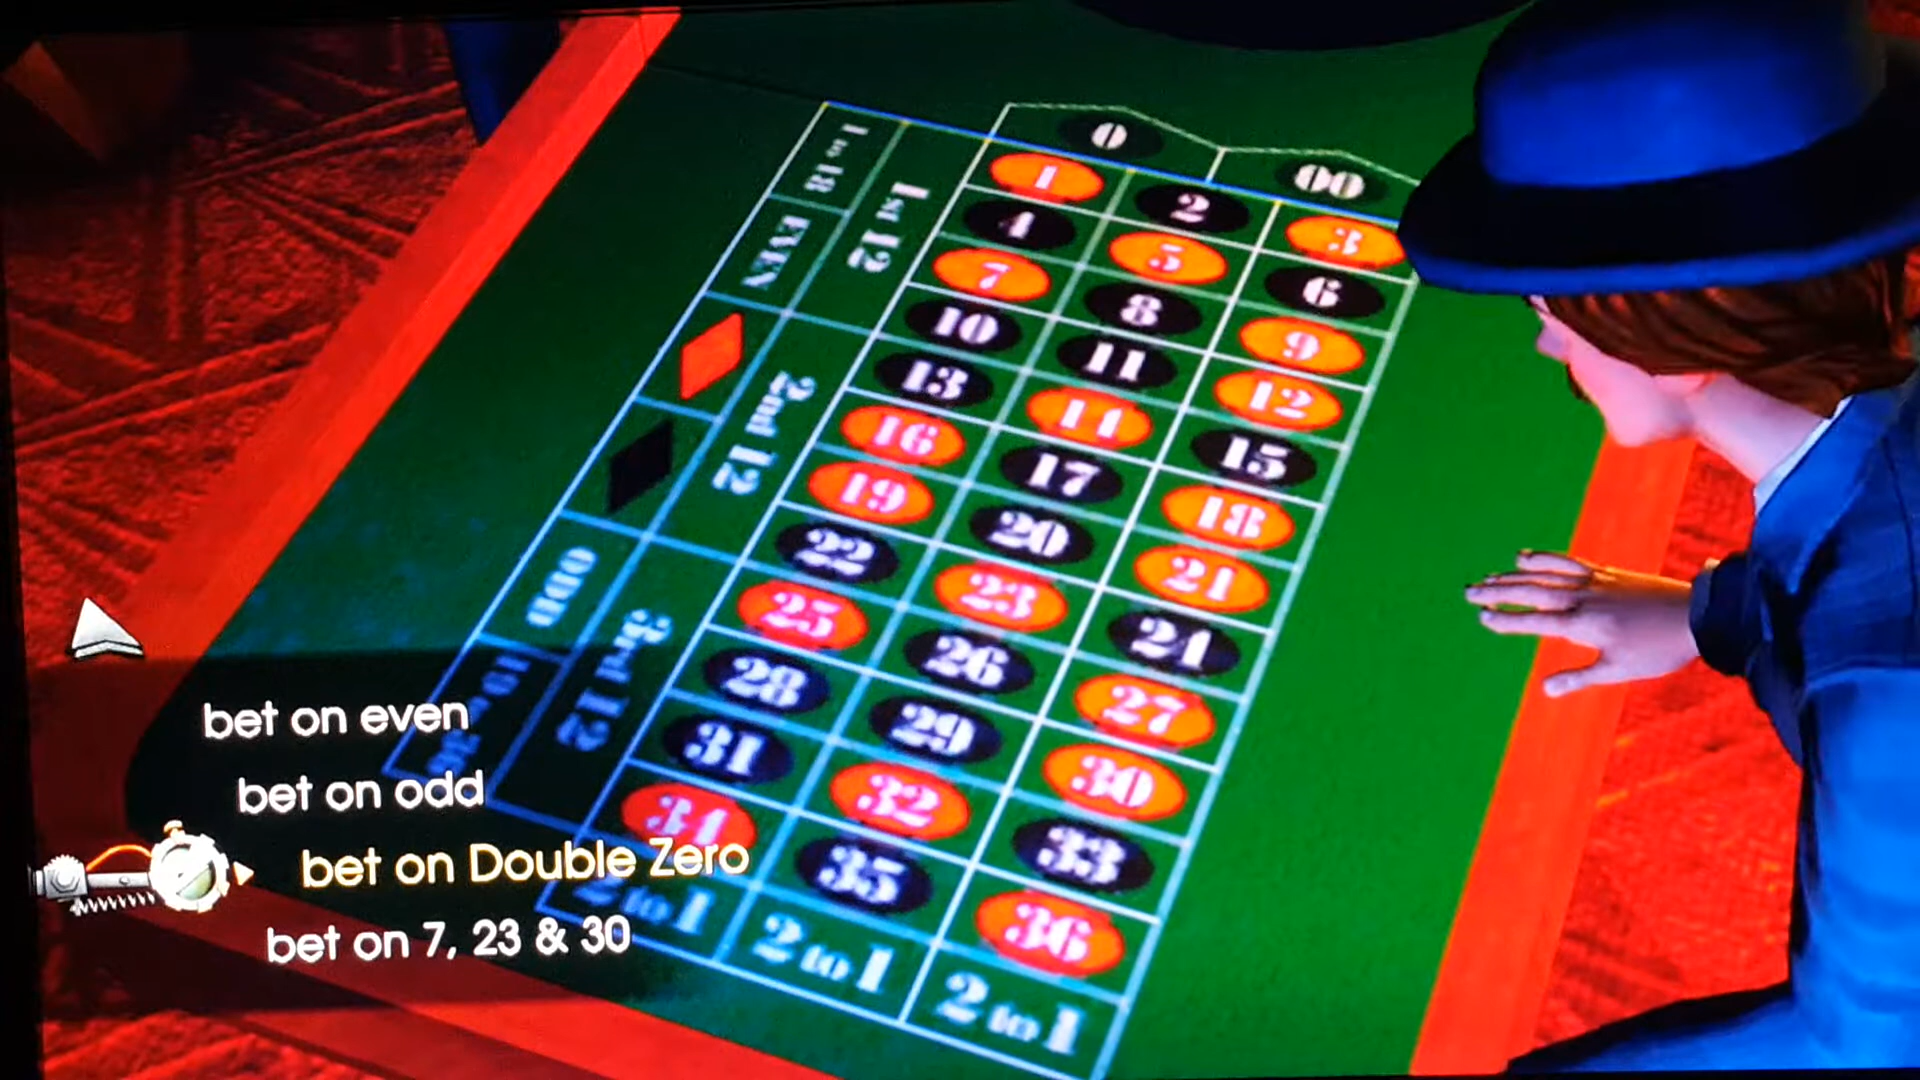 0
00
1 to 18
1st 12
1 2 3
4 5 6
EVEN
7 8 9
10 11 12
2nd 12
13 14 15
16 17 18
19 20 21
22 23 24
ODD
3rd 12
25 26 27
28 29 30
31 32 33
34 35 36
2 to 1
2 to 1
2 to 1
bet on even
bet on odd
bet on Double Zero
bet on 7, 23 & 30